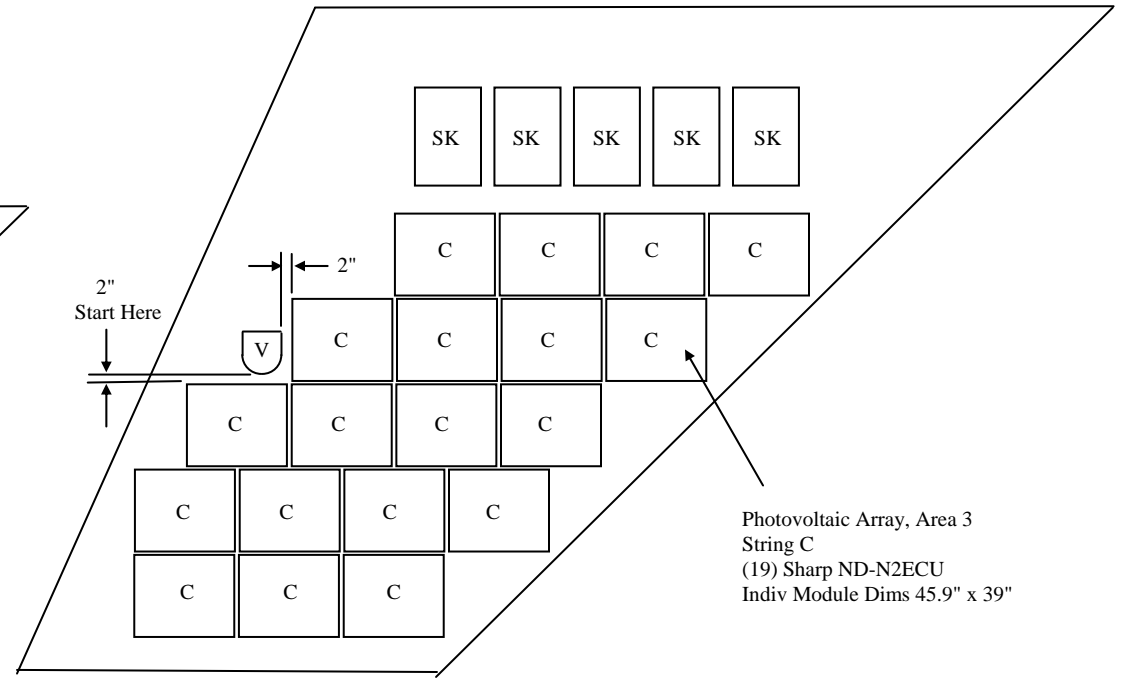 SK SK SK SK SK
C C C C
2"
2"
Start Here
V
C C C C
C C C C
C C C C
C C C
Photovoltaic Array, Area 3
String C
(19) Sharp ND-N2ECU
Indiv Module Dims 45.9" x 39"